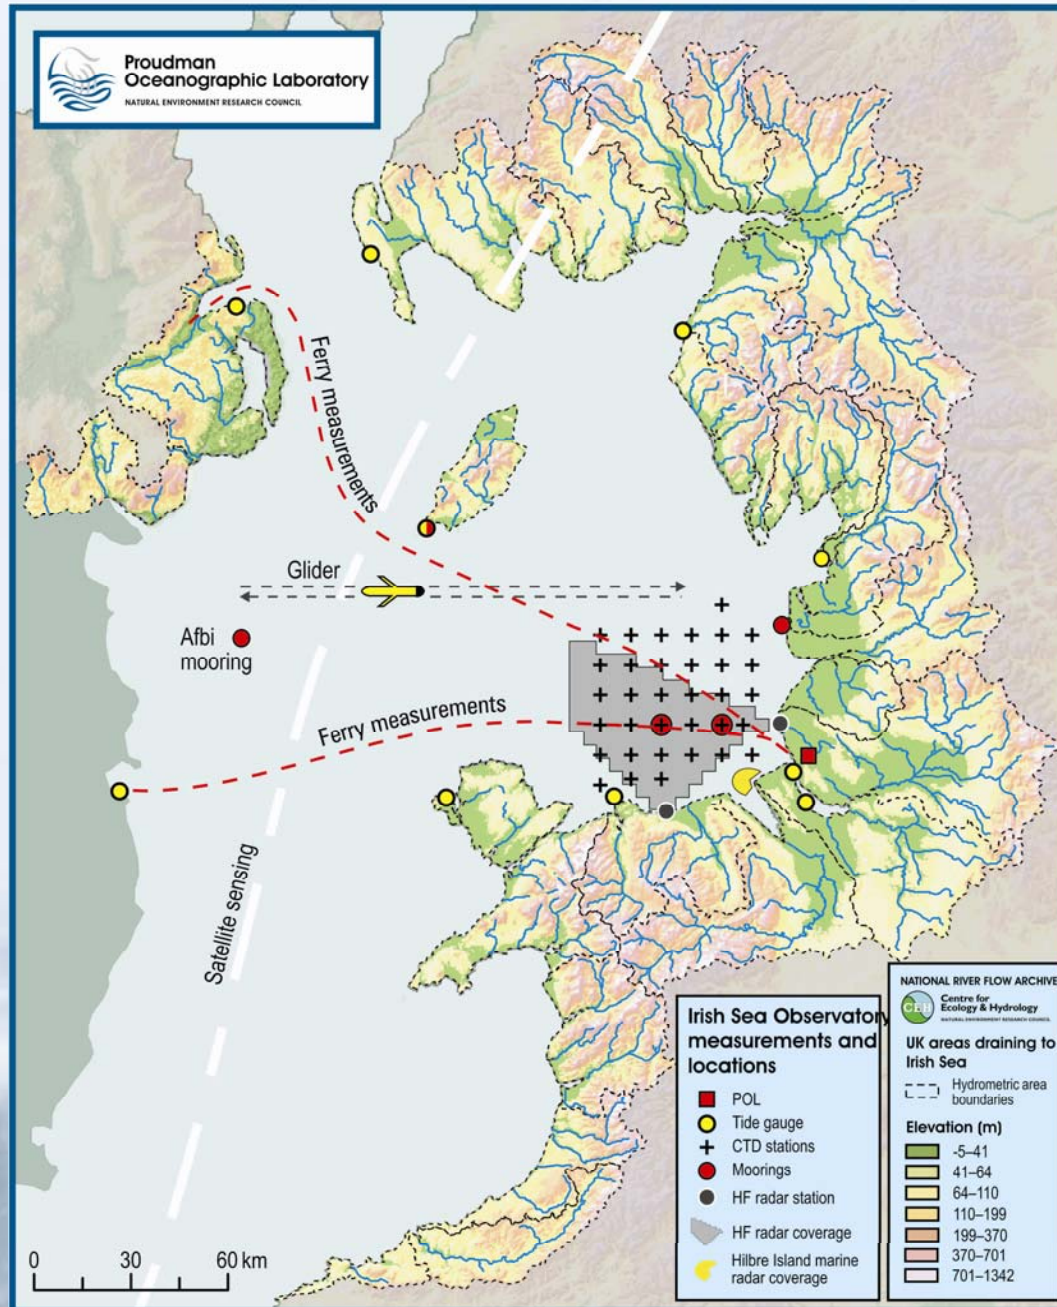 Proudman
Oceanographic Laboratory
NATURAL ENVIRONMENT RESEARCH COUNCIL
Ferry measurements
Glider
Afbi
mooring
Ferry measurements
Satellite sensing
0 30 60 km
Irish Sea Observatory
measurements and
locations
POL
Tide gauge
CTD stations
Moorings
HF radar station
HF radar coverage
Hilbre Island marine
radar coverage
NATIONAL RIVER FLOW ARCHIVE
CEH
Centre for
Ecology & Hydrology
NATURAL ENVIRONMENT RESEARCH COUNCIL
UK areas draining to
Irish Sea
Hydrometric area
boundaries
Elevation (m)
-5–41
41–64
64–110
110–199
199–370
370–701
701–1342